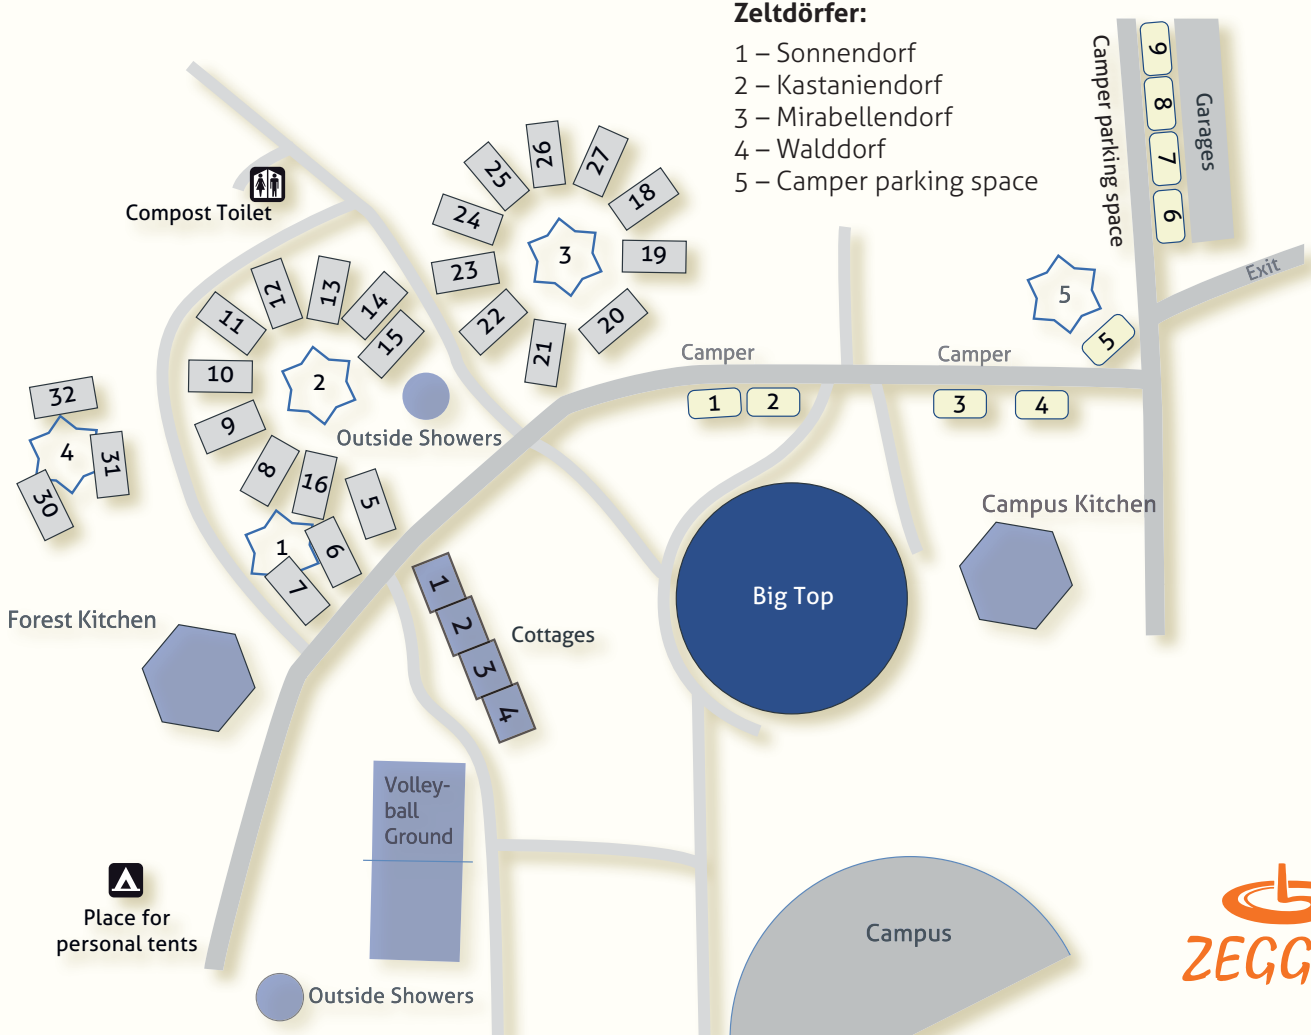 Zeltdörfer:
1 – Sonnendorf
2 – Kastaniendorf
3 – Mirabellendorf
4 – Walddorf
5 – Camper parking space
Camper parking space
9
8
7
6
Garages
Exit
5
5
Compost Toilet
26
27
25
18
24
3
19
23
22
20
21
12
13
14
11
15
10
2
9
Outside Showers
8
16
5
1
6
7
32
4
31
30
Camper
1
2
Camper
3
4
Campus Kitchen
Big Top
Forest Kitchen
1
2
3
4
Cottages
Volley-
ball
Ground
Place for
personal tents
Outside Showers
Campus
ZEGG